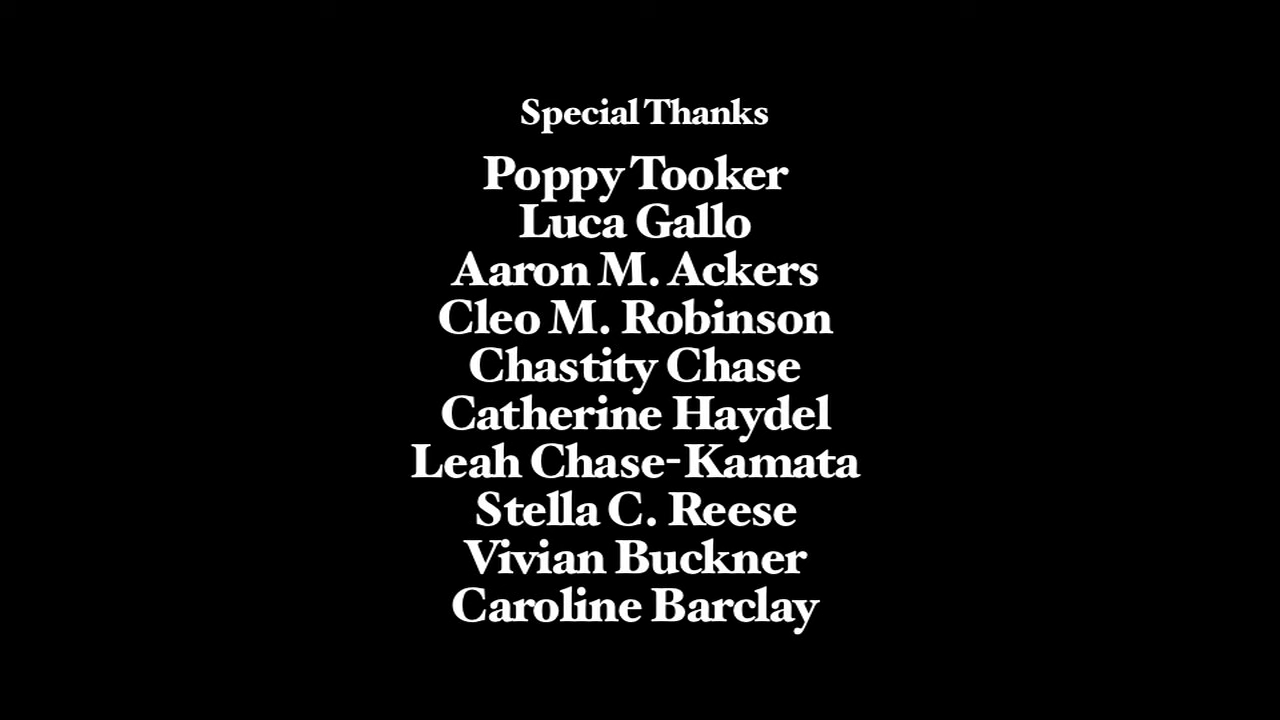 Special Thanks
Poppy Tooker
Luca Gallo
Aaron M. Ackers
Cleo M. Robinson
Chastity Chase
Catherine Haydel
Leah Chase-Kamata
Stella C. Reese
Vivian Buckner
Caroline Barclay